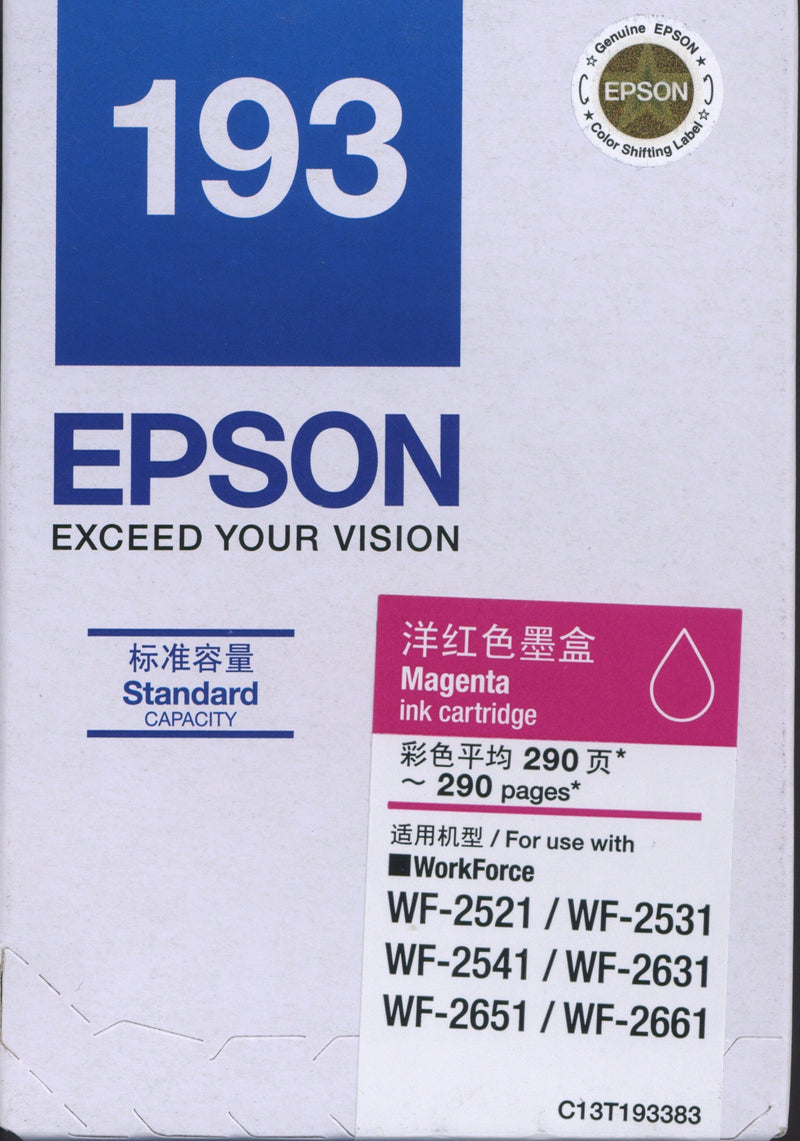 193
Genuine EPSON
EPSON
Color Shifting Label
EPSON
EXCEED YOUR VISION
标准容量
Standard
CAPACITY
洋红色墨盒
Magenta
ink cartridge
彩色平均 290 页*
~ 290 pages*
适用机型 / For use with
■WorkForce
WF-2521 / WF-2531
WF-2541 / WF-2631
WF-2651 / WF-2661
C13T193383